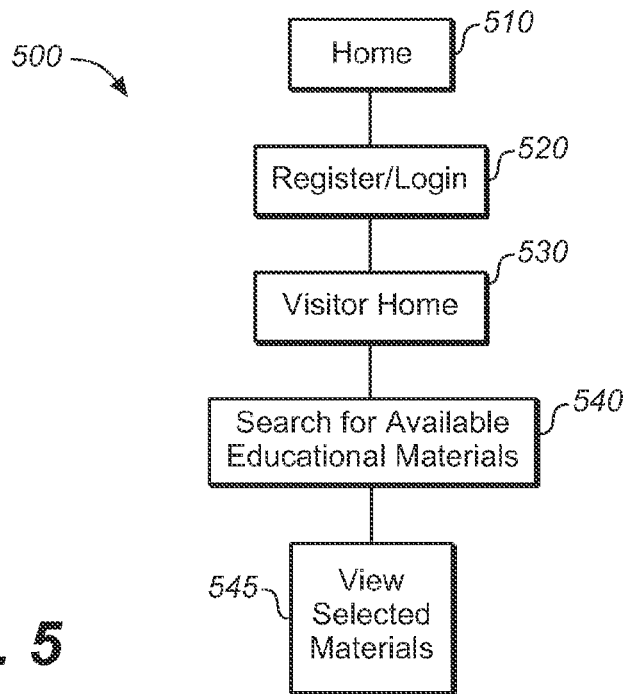 500
Home
510
Register/Login
520
Visitor Home
530
Search for Available
Educational Materials
540
View
Selected
Materials
545
. 5